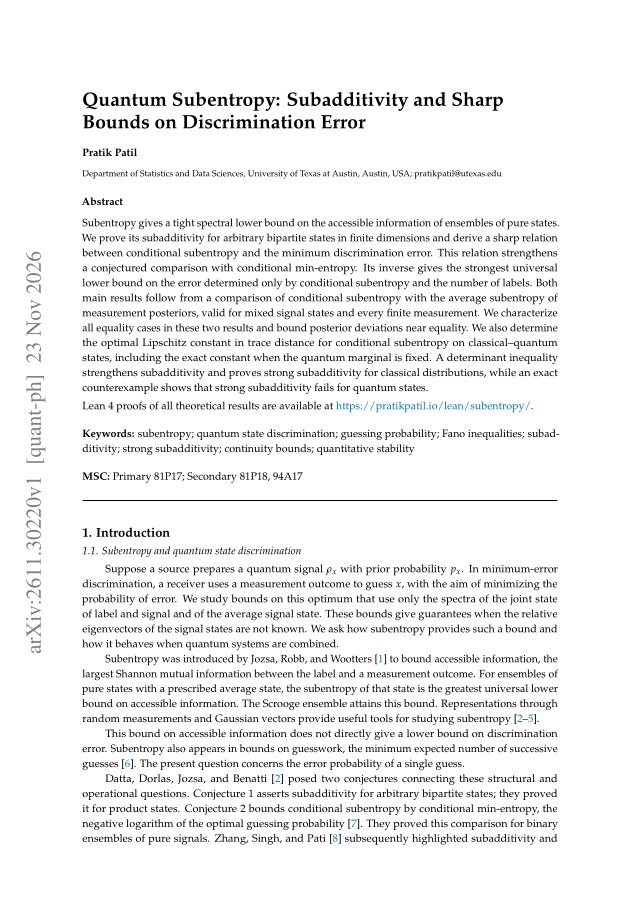 Quantum Subentropy: Subadditivity and Sharp
Bounds on Discrimination Error
Pratik Patil
Department of Statistics and Data Sciences, University of Texas at Austin, Austin, USA; pratikpatil@utexas.edu
Abstract
Subentropy gives a tight spectral lower bound on the accessible information of ensembles of pure states.
We prove its subadditivity for arbitrary bipartite states in finite dimensions and derive a sharp relation
between conditional subentropy and the minimum discrimination error. This relation strengthens
a conjectured comparison with conditional min-entropy. Its inverse gives the strongest universal
lower bound on the error determined only by conditional subentropy and the number of labels. Both
main results follow from a comparison of conditional subentropy with the average subentropy of
measurement posteriors, valid for mixed signal states and every finite measurement. We characterize
all equality cases in these two results and bound posterior deviations near equality. We also determine
the optimal Lipschitz constant in trace distance for conditional subentropy on classical–quantum
states, including the exact constant when the quantum marginal is fixed. A determinant inequality
strengthens subadditivity and proves strong subadditivity for classical distributions, while an exact
counterexample shows that strong subadditivity fails for quantum states.
Lean 4 proofs of all theoretical results are available at https://pratikpatil.io/lean/subentropy/.
Keywords: subentropy; quantum state discrimination; guessing probability; Fano inequalities; subad-
ditivity; strong subadditivity; continuity bounds; quantitative stability
MSC: Primary 81P17; Secondary 81P18, 94A17
1. Introduction
1.1. Subentropy and quantum state discrimination
Suppose a source prepares a quantum signal ρx with prior probability px. In minimum-error
discrimination, a receiver uses a measurement outcome to guess x, with the aim of minimizing the
probability of error. We study bounds on this optimum that use only the spectra of the joint state
of label and signal and of the average signal state. These bounds give guarantees when the relative
eigenvectors of the signal states are not known. We ask how subentropy provides such a bound and
how it behaves when quantum systems are combined.
Subentropy was introduced by Jozsa, Robb, and Wootters [1] to bound accessible information, the
largest Shannon mutual information between the label and a measurement outcome. For ensembles of
pure states with a prescribed average state, the subentropy of that state is the greatest universal lower
bound on accessible information. The Scrooge ensemble attains this bound. Representations through
random measurements and Gaussian vectors provide useful tools for studying subentropy [2–5].
This bound on accessible information does not directly give a lower bound on discrimination
error. Subentropy also appears in bounds on guesswork, the minimum expected number of successive
guesses [6]. The present question concerns the error probability of a single guess.
Datta, Dorlas, Jozsa, and Benatti [2] posed two conjectures connecting these structural and
operational questions. Conjecture 1 asserts subadditivity for arbitrary bipartite states; they proved
it for product states. Conjecture 2 bounds conditional subentropy by conditional min-entropy, the
negative logarithm of the optimal guessing probability [7]. They proved this comparison for binary
ensembles of pure signals. Zhang, Singh, and Pati [8] subsequently highlighted subadditivity and
arXiv:2611.30220v1 [quant-ph] 23 Nov 2026